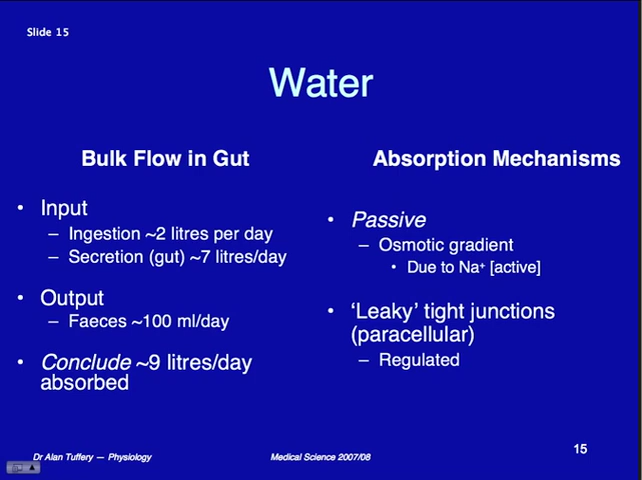 Slide 15
Water
Bulk Flow in Gut
• Input
– Ingestion ~2 litres per day
– Secretion (gut) ~7 litres/day
• Output
– Faeces ~100 ml/day
• Conclude ~9 litres/day
absorbed
Absorption Mechanisms
• Passive
– Osmotic gradient
• Due to Na⁺ [active]
• ‘Leaky’ tight junctions
(paracellular)
– Regulated
Dr Alan Tuffery — Physiology
Medical Science 2007/08
15